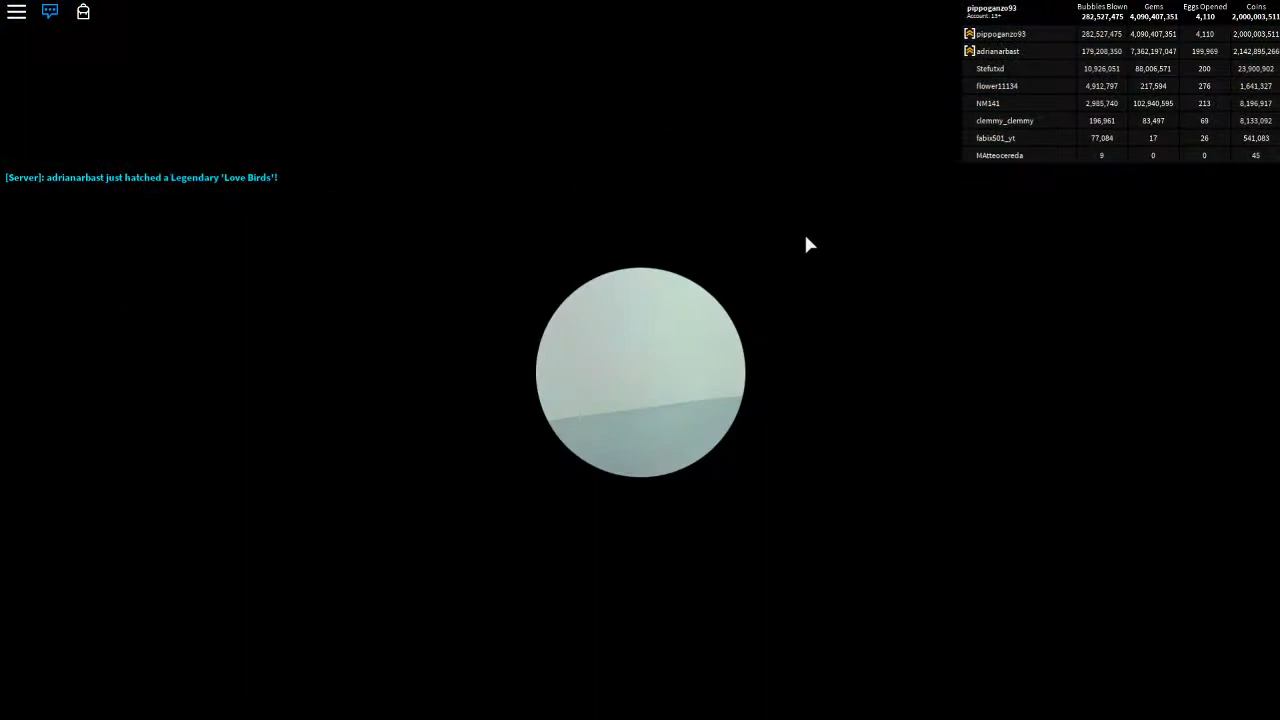 pippoganzo93 Bubbles Blown Gems Eggs Opened Coins
Account: 13+ 282,527,475 4,090,407,351 4,110 2,000,003,511
pippoganzo93 282,527,475 4,090,407,351 4,110 2,000,003,511
adrianarbast 179,208,350 7,362,197,047 199,969 2,142,895,266
Stefutxd 10,926,051 88,006,571 200 23,900,902
flower11134 4,912,797 217,594 276 1,641,327
NM141 2,985,740 102,940,595 213 8,196,917
clemmy_clemmy 196,961 83,497 69 8,133,092
fabix501_yt 77,084 17 26 541,083
MAtteocereda 9 0 0 45
[Server]: adrianarbast just hatched a Legendary 'Love Birds'!